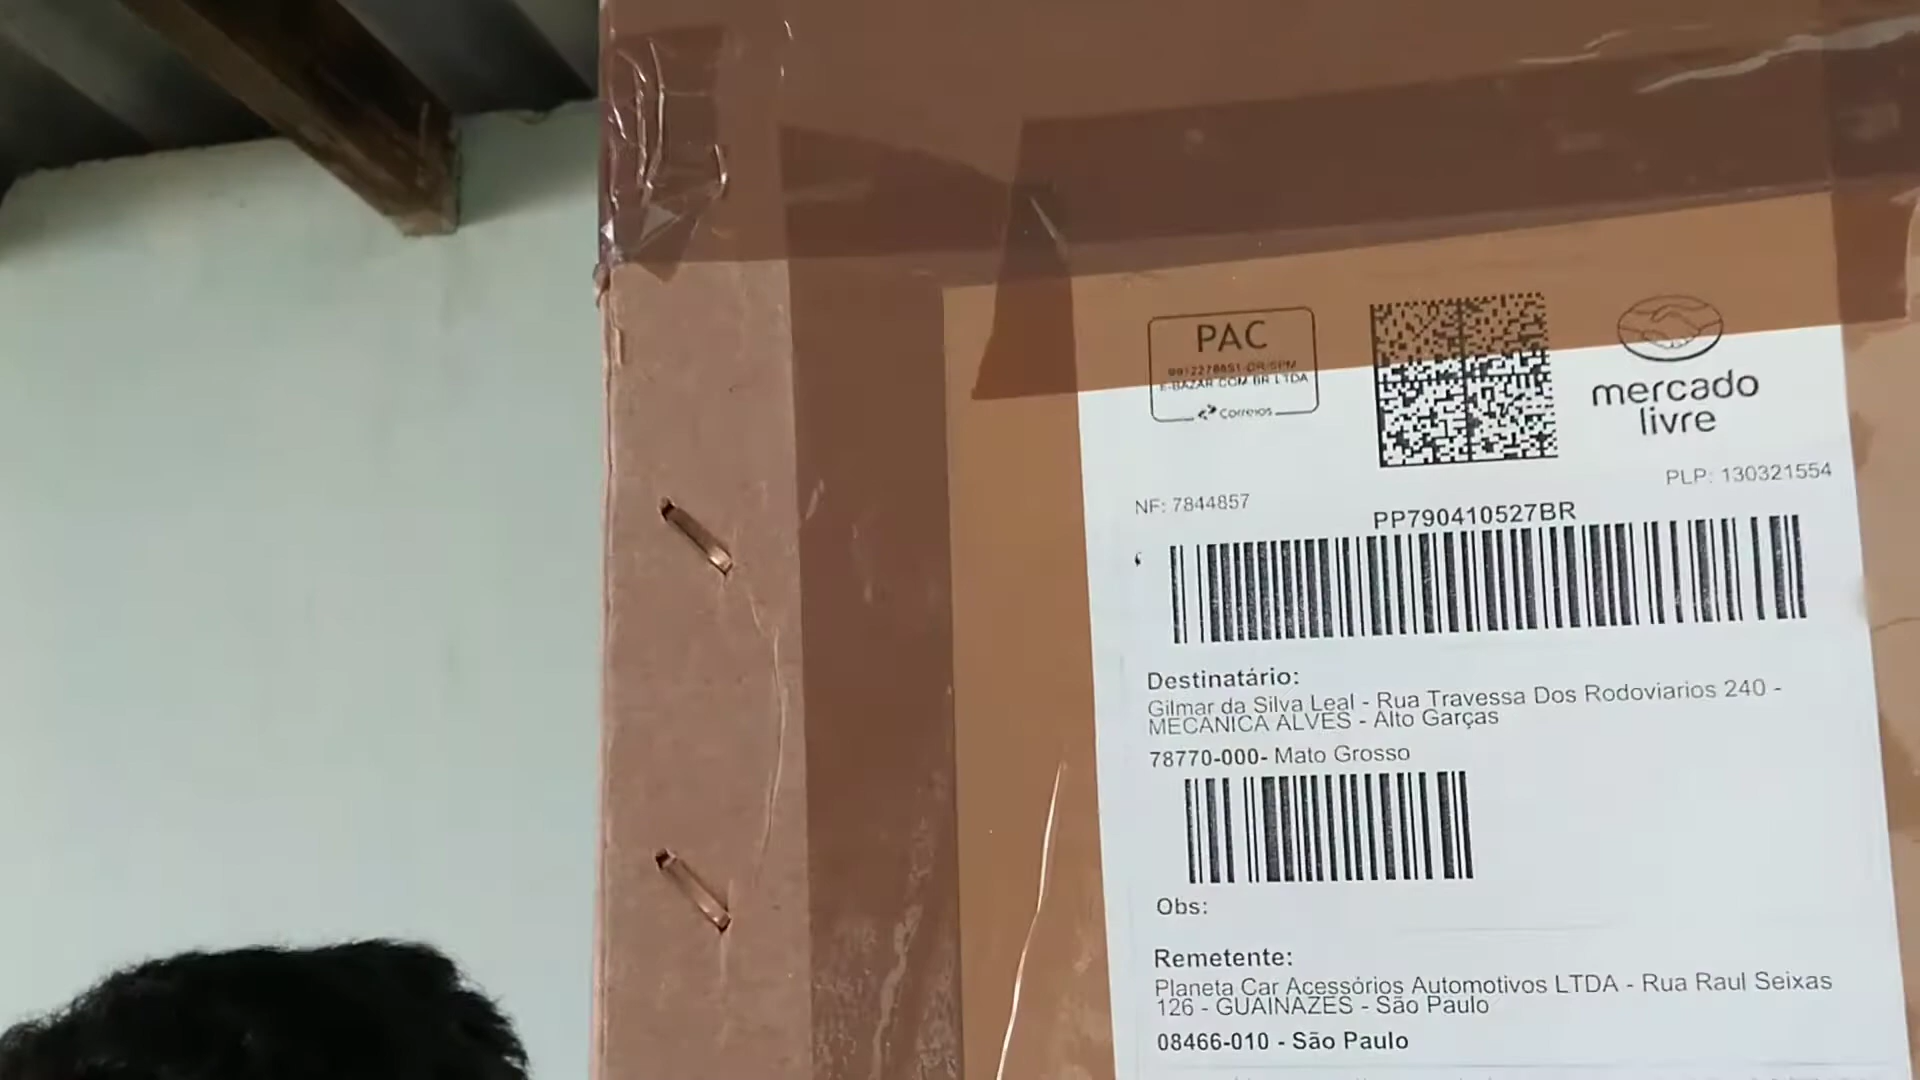 PAC
E-BAZAR.COM.BR LTDA
Correios
mercado
livre
PLP: 130321554
NF: 7844857
PP790410527BR
Destinatário:
Gilmar da Silva Leal - Rua Travessa Dos Rodoviarios 240 -
MECANICA ALVES - Alto Garças
78770-000- Mato Grosso
Obs:
Remetente:
Planeta Car Acessórios Automotivos LTDA - Rua Raul Seixas
126 - GUAINAZES - São Paulo
08466-010 - São Paulo